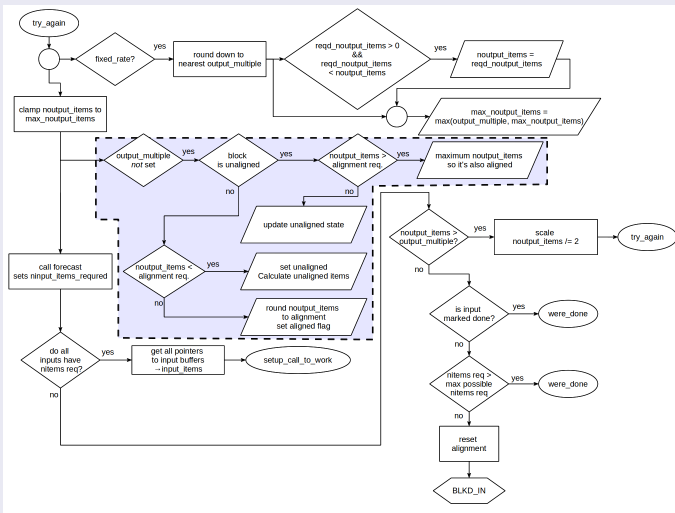 try_again
fixed_rate?
yes
round down to
nearest output_multiple
reqd_noutput_items > 0
&&
reqd_noutput_items
< noutput_items
yes
noutput_items =
reqd_noutput_items
max_noutput_items =
max(output_multiple, max_noutput_items)
clamp noutput_items to
max_noutput_items
output_multiple
not set
yes
block
is unaligned
yes
noutput_items >
alignment req.
yes
maximum noutput_items
so it's also aligned
no
no
update unaligned state
noutput_items <
alignment req.
yes
set unaligned
Calculate unaligned items
no
round noutput_items
to alignment
set aligned flag
call forecast
sets ninput_items_requred
do all
inputs have
nitems req?
yes
get all pointers
to input buffers
→input_items
setup_call_to_work
no
noutput_items >
output_multiple?
yes
scale
noutput_items /= 2
try_again
no
is input
marked done?
yes
were_done
no
nitems req >
max possible
nitems req
yes
were_done
no
reset
alignment
BLKD_IN